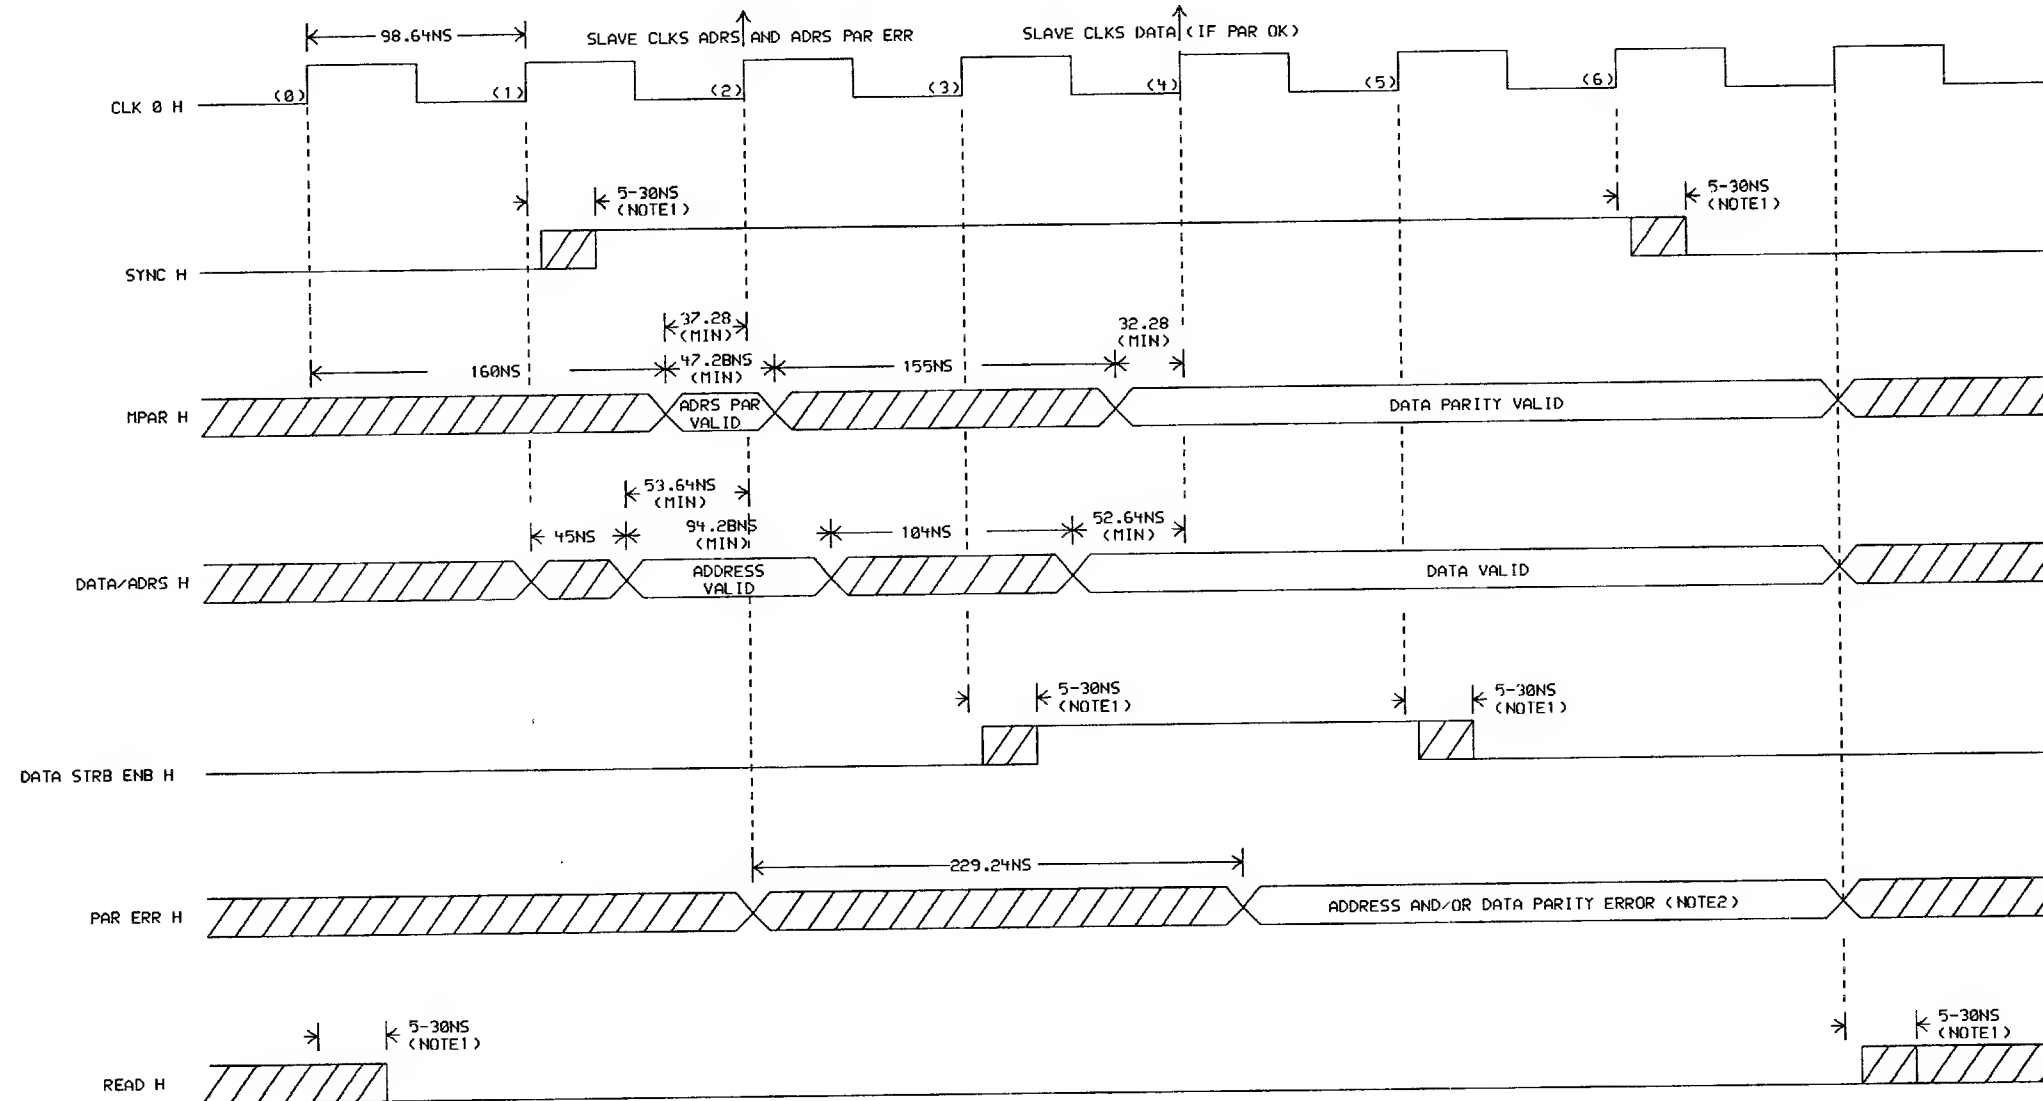 98.64NS
SLAVE CLKS ADRS AND ADRS PAR ERR
SLAVE CLKS DATA (IF PAR OK)
CLK 0 H
(0)
(1)
(2)
(3)
(4)
(5)
(6)
5-30NS
(NOTE1)
5-30NS
(NOTE1)
SYNC H
37.28
(MIN)
32.28
(MIN)
160NS
47.28NS
(MIN)
155NS
MPAR H
ADRS PAR
VALID
DATA PARITY VALID
53.64NS
(MIN)
45NS
94.28NS
(MIN)
104NS
52.64NS
(MIN)
DATA/ADRS H
ADDRESS
VALID
DATA VALID
5-30NS
(NOTE1)
5-30NS
(NOTE1)
DATA STRB ENB H
229.24NS
PAR ERR H
ADDRESS AND/OR DATA PARITY ERROR (NOTE2)
5-30NS
(NOTE1)
5-30NS
(NOTE1)
READ H